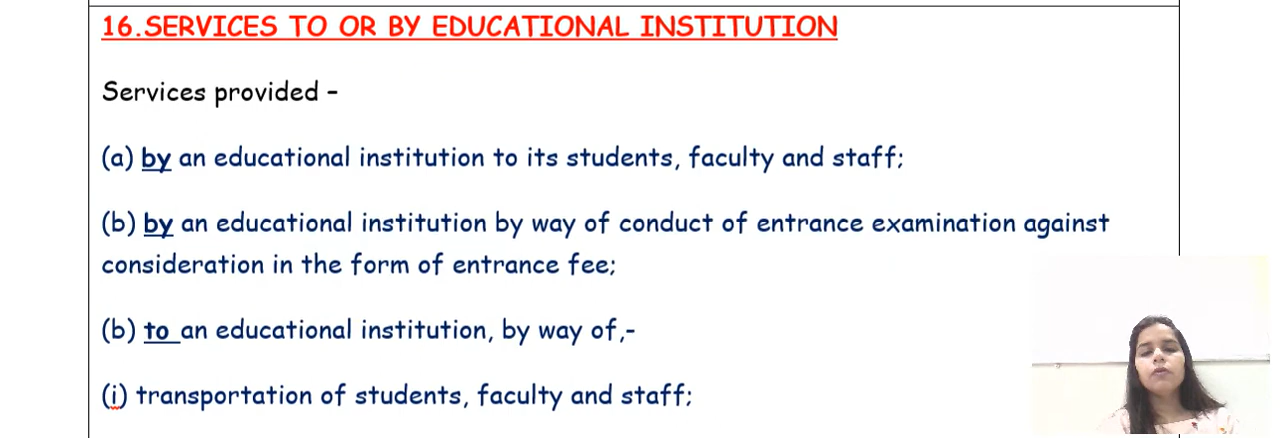 16.SERVICES TO OR BY EDUCATIONAL INSTITUTION
Services provided –
(a) by an educational institution to its students, faculty and staff;
(b) by an educational institution by way of conduct of entrance examination against
consideration in the form of entrance fee;
(b) to an educational institution, by way of,-
(i) transportation of students, faculty and staff;